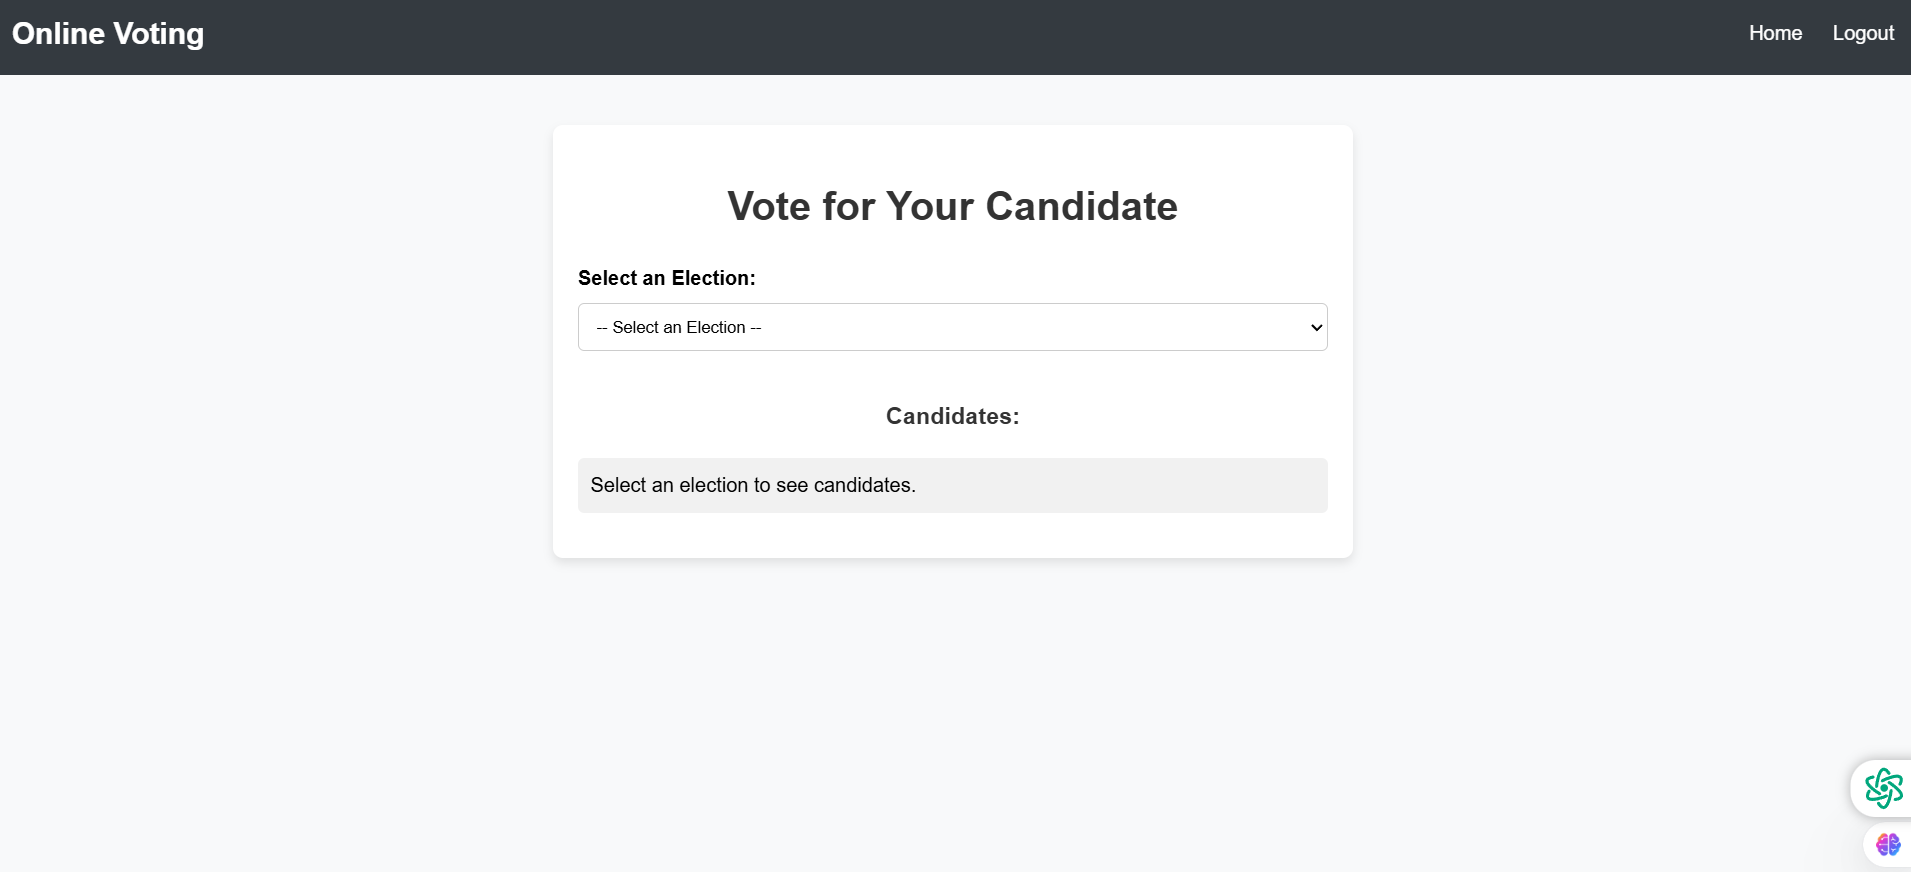 Online Voting
Home
Logout
Vote for Your Candidate
Select an Election:
-- Select an Election --
Candidates:
Select an election to see candidates.